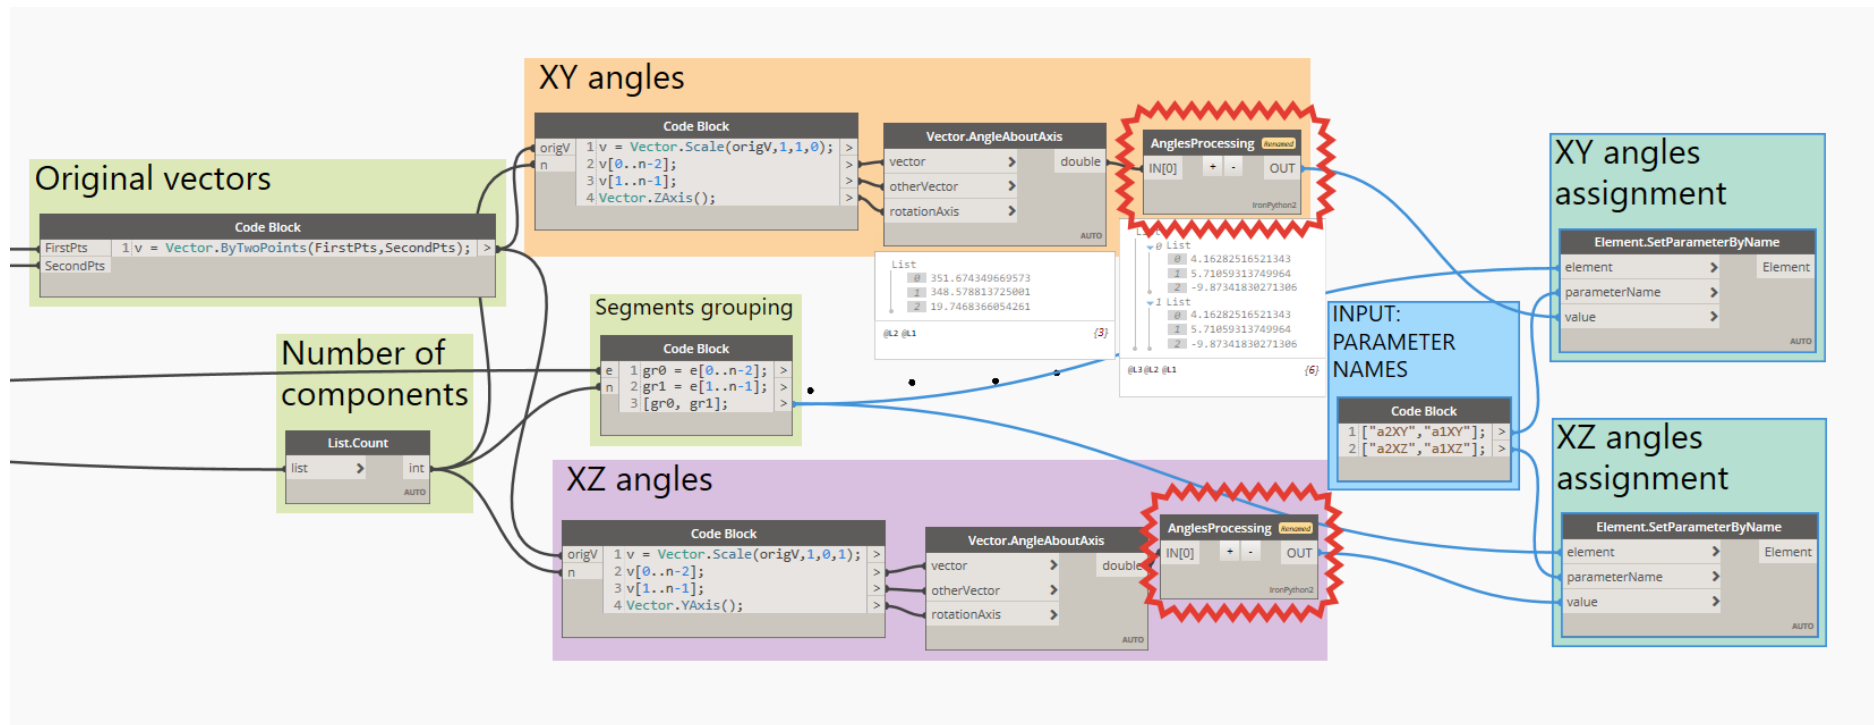 Original vectors
Code Block
FirstPts
SecondPts
1 v = Vector.ByTwoPoints(FirstPts,SecondPts); >
Number of
components
List.Count
list > int
AUTO
XY angles
Code Block
origV
n
1 v = Vector.Scale(origV,1,1,0); >
2 v[0..n-2]; >
3 v[1..n-1]; >
4 Vector.ZAxis(); >
Vector.AngleAboutAxis
vector > double
otherVector >
rotationAxis >
AUTO
List
0 351.674349669573
1 348.578813725001
2 19.7468366054261
@L2 @L1 {3}
AnglesProcessing Renamed
IN[0] + - OUT
IronPython2
List
0 List
0 4.16282516521343
1 5.71059313749964
2 -9.87341830271306
1 List
0 4.16282516521343
1 5.71059313749964
2 -9.87341830271306
@L3 @L2 @L1 {6}
Segments grouping
Code Block
e
n
1 gr0 = e[0..n-2]; >
2 gr1 = e[1..n-1]; >
3 [gr0, gr1]; >
XZ angles
Code Block
origV
n
1 v = Vector.Scale(origV,1,0,1); >
2 v[0..n-2]; >
3 v[1..n-1]; >
4 Vector.YAxis(); >
Vector.AngleAboutAxis
vector > double
otherVector >
rotationAxis >
AUTO
AnglesProcessing Renamed
IN[0] + - OUT
IronPython2
INPUT:
PARAMETER
NAMES
Code Block
1 ["a2XY","a1XY"]; >
2 ["a2XZ","a1XZ"]; >
XY angles
assignment
Element.SetParameterByName
element > Element
parameterName >
value >
AUTO
XZ angles
assignment
Element.SetParameterByName
element > Element
parameterName >
value >
AUTO